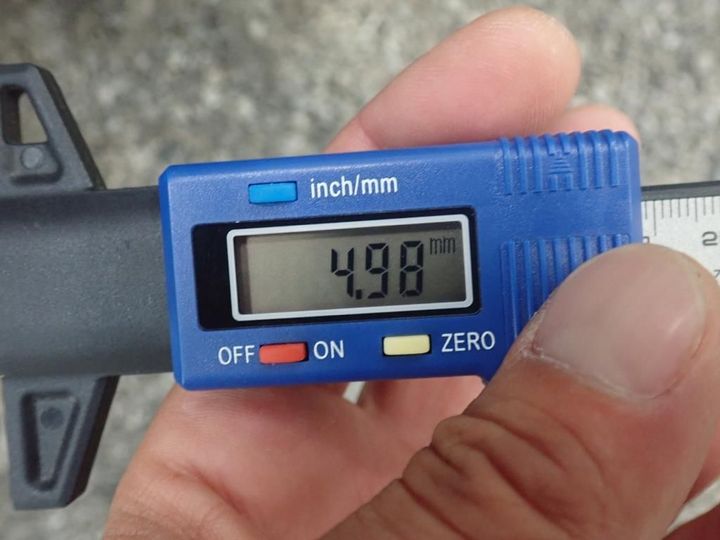 inch/mm
4.98 mm
OFF ON ZERO